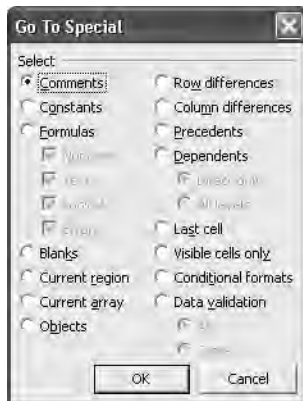 Go To Special
Select
Comments
Constants
Formulas
Blanks
Current region
Current array
Objects
Row differences
Column differences
Precedents
Dependents
Last cell
Visible cells only
Conditional formats
Data validation
OK
Cancel